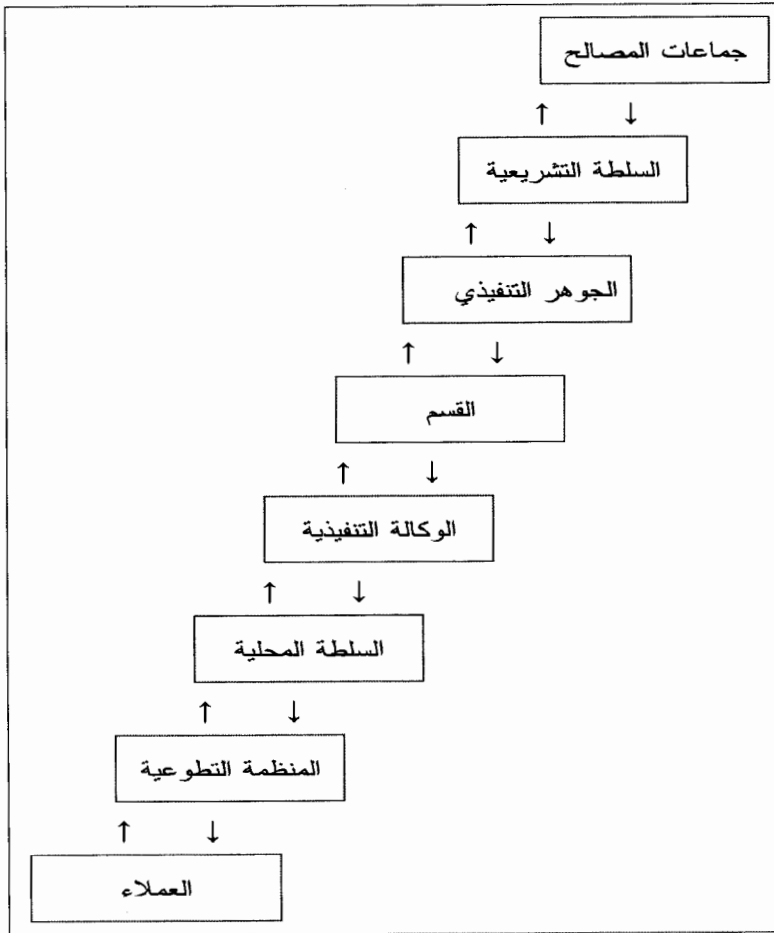 جماعات المصالح
↑ ↓
السلطة التشريعية
↑ ↓
الجوهر التنفيذي
↑ ↓
القسم
↑ ↓
الوكالة التنفيذية
↑ ↓
السلطة المحلية
↑ ↓
المنظمة التطوعية
↑ ↓
العملاء